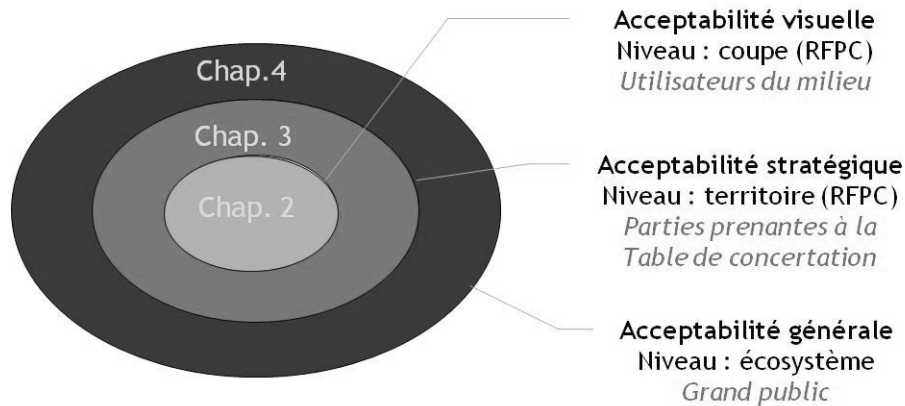 Chap.4
Chap. 3
Chap. 2
Acceptabilité visuelle
Niveau : coupe (RFPC)
Utilisateurs du milieu
Acceptabilité stratégique
Niveau : territoire (RFPC)
Parties prenantes à la
Table de concertation
Acceptabilité générale
Niveau : écosystème
Grand public